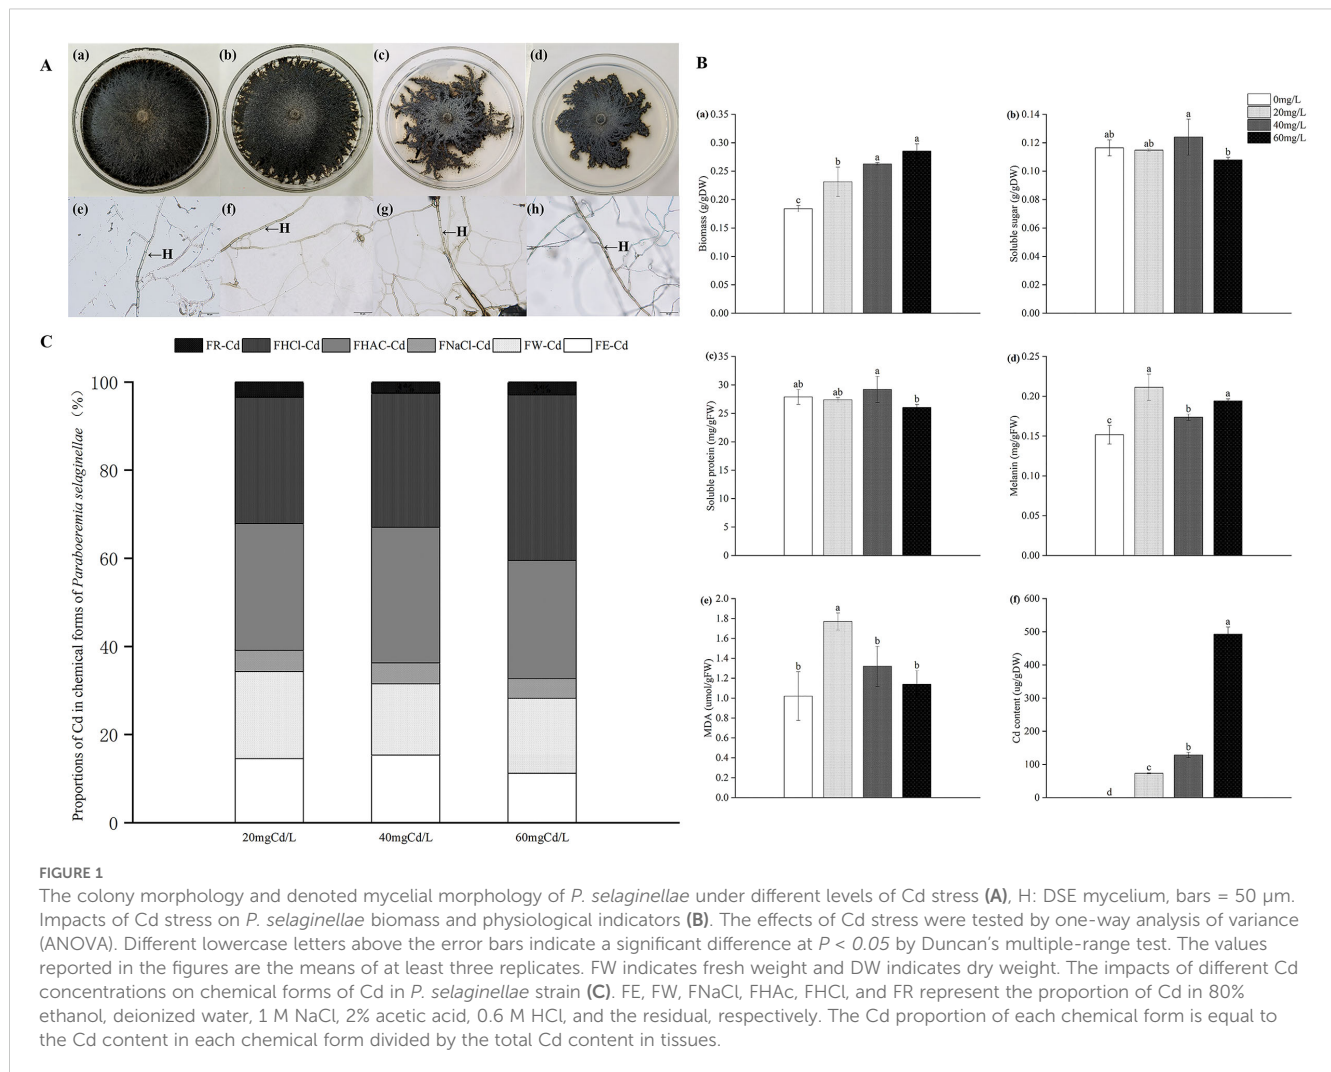 A
(a)
(b)
(c)
(d)
(e)
←H
(f)
←H
(g)
←H
(h)
←H
B
0mg/L
20mg/L
40mg/L
60mg/L
(a)
Biomass (g/gDW)
0.35
0.30
0.25
0.20
0.15
0.10
0.05
0.00
c
b
a
a
(b)
Soluble sugar (g/gDW)
0.14
0.12
0.10
0.08
0.06
0.04
0.02
0.00
ab
ab
a
b
(c)
Soluble protein (mg/gFW)
35
30
25
20
15
10
5
0
ab
ab
a
b
(d)
Melanin (mg/gFW)
0.25
0.20
0.15
0.10
0.05
0.00
c
a
b
a
(e)
MDA (umol/gFW)
2.0
1.8
1.6
1.4
1.2
1.0
0.8
0.6
0.4
0.2
0.0
b
a
b
b
(f)
Cd content (ug/gDW)
600
500
400
300
200
100
0
d
c
b
a
C
FR-Cd FHCl-Cd FHAC-Cd FNaCl-Cd FW-Cd FE-Cd
Proportions of Cd in chemical forms of Paraboeremia selaginellae (%)
100
80
60
40
20
0
20mgCd/L 40mgCd/L 60mgCd/L
FIGURE 1
The colony morphology and denoted mycelial morphology of P. selaginellae under different levels of Cd stress (A), H: DSE mycelium, bars = 50 µm.
Impacts of Cd stress on P. selaginellae biomass and physiological indicators (B). The effects of Cd stress were tested by one-way analysis of variance
(ANOVA). Different lowercase letters above the error bars indicate a significant difference at P < 0.05 by Duncan's multiple-range test. The values
reported in the figures are the means of at least three replicates. FW indicates fresh weight and DW indicates dry weight. The impacts of different Cd
concentrations on chemical forms of Cd in P. selaginellae strain (C). FE, FW, FNaCl, FHAc, FHCl, and FR represent the proportion of Cd in 80%
ethanol, deionized water, 1 M NaCl, 2% acetic acid, 0.6 M HCl, and the residual, respectively. The Cd proportion of each chemical form is equal to
the Cd content in each chemical form divided by the total Cd content in tissues.